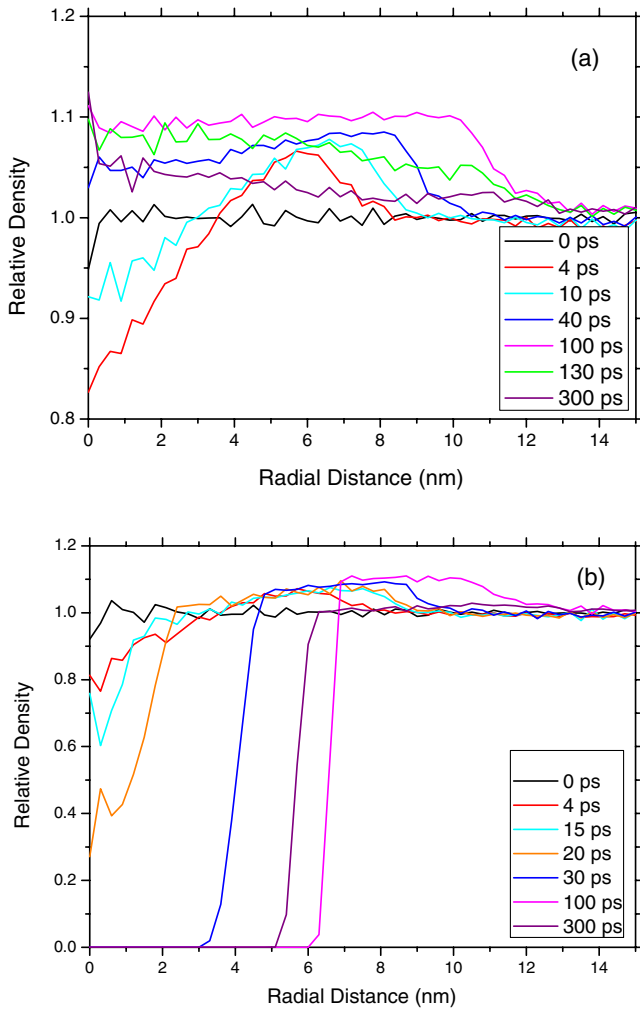 1.2
(a)
1.1
1.0
0.9
0.8
Relative Density
0 ps
4 ps
10 ps
40 ps
100 ps
130 ps
300 ps
0 2 4 6 8 10 12 14
Radial Distance (nm)
1.2
(b)
1.0
0.8
0.6
0.4
0.2
0.0
Relative Density
0 ps
4 ps
15 ps
20 ps
30 ps
100 ps
300 ps
0 2 4 6 8 10 12 14
Radial Distance (nm)